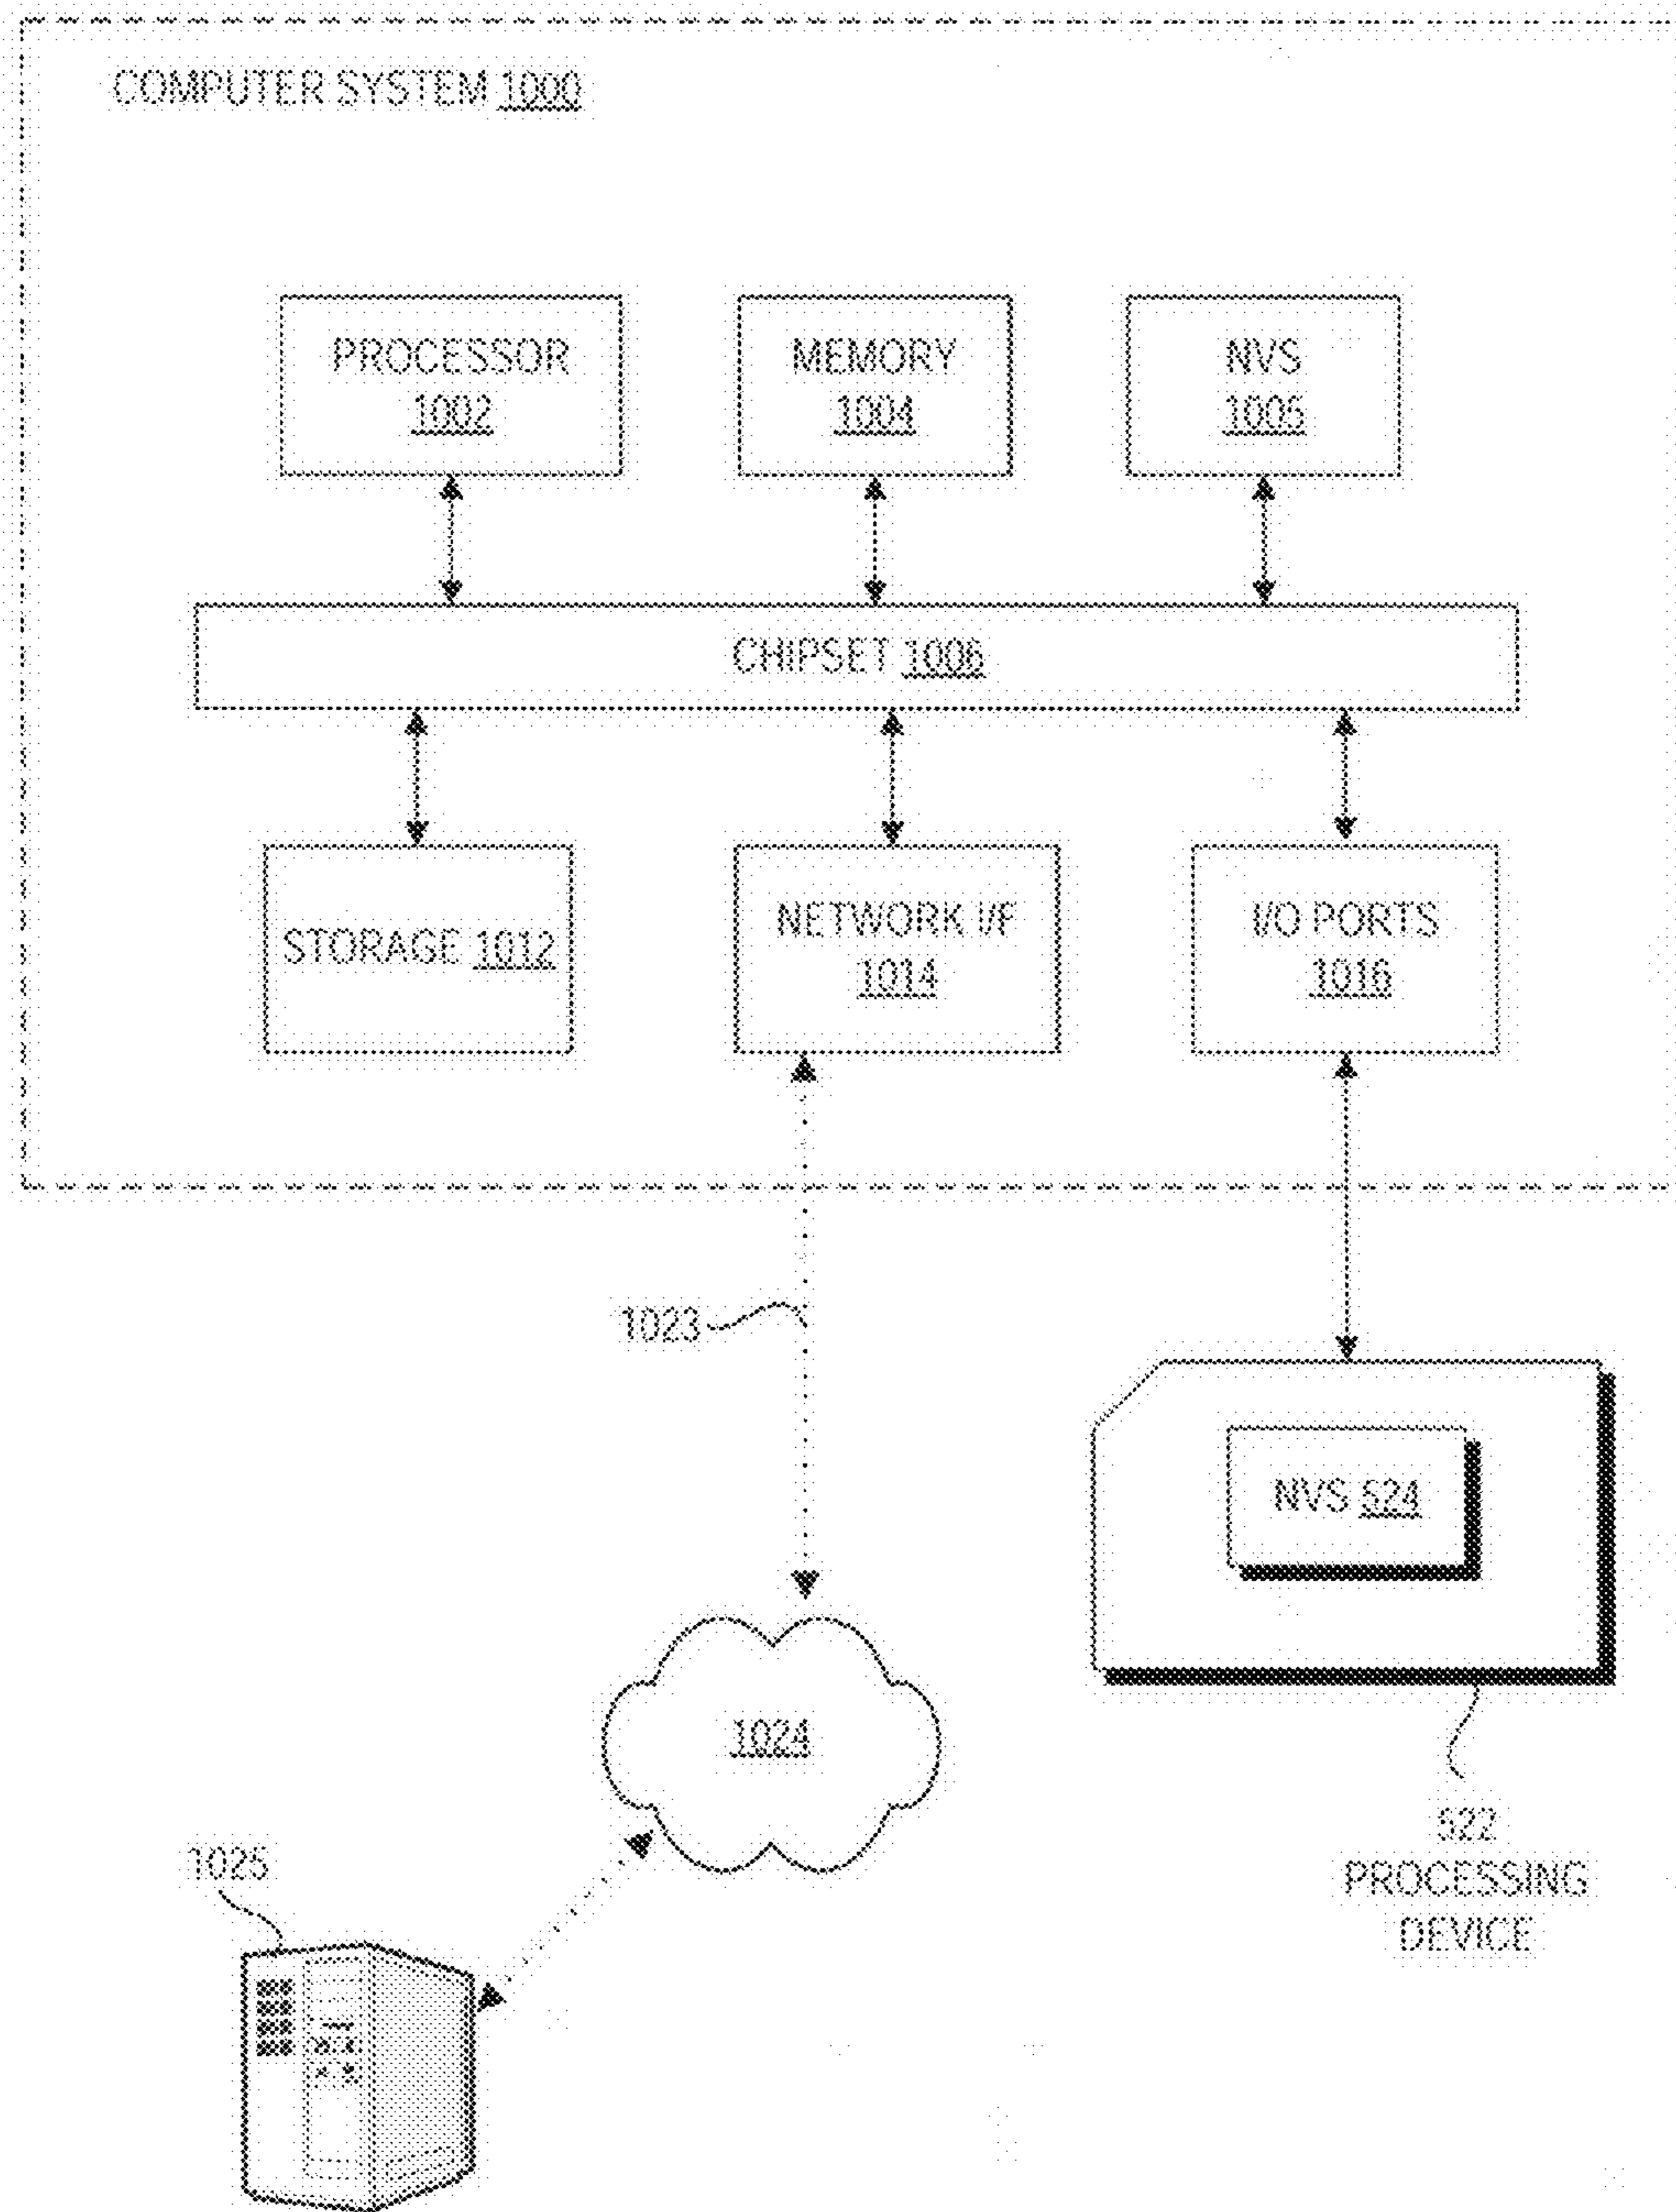 COMPUTER SYSTEM 1000
PROCESSOR
1002
MEMORY
1004
NVS
1005
CHIPSET 1006
STORAGE 1012
NETWORK I/F
1014
I/O PORTS
1016
1023
NVS 524
1024
522
PROCESSING
DEVICE
1025